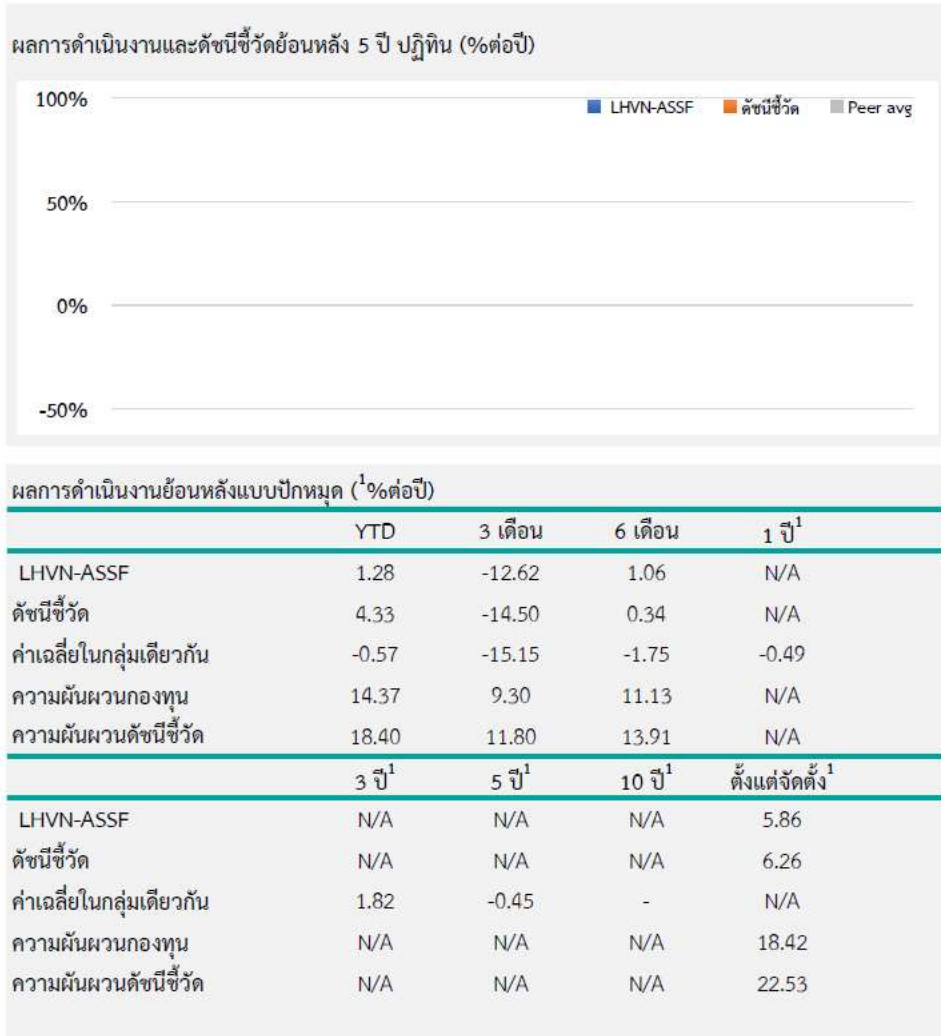 ผลการดำเนินงานและดัชนีชี้วัดย้อนหลัง 5 ปี ปฏิทิน (%ต่อปี)
100%
LHVN-ASSF ดัชนีชี้วัด Peer avg
50%
0%
-50%
ผลการดำเนินงานย้อนหลังแบบปักหมุด (¹%ต่อปี)
YTD 3 เดือน 6 เดือน 1 ปี¹
LHVN-ASSF 1.28 -12.62 1.06 N/A
ดัชนีชี้วัด 4.33 -14.50 0.34 N/A
ค่าเฉลี่ยในกลุ่มเดียวกัน -0.57 -15.15 -1.75 -0.49
ความผันผวนกองทุน 14.37 9.30 11.13 N/A
ความผันผวนดัชนีชี้วัด 18.40 11.80 13.91 N/A
3 ปี¹ 5 ปี¹ 10 ปี¹ ตั้งแต่จัดตั้ง¹
LHVN-ASSF N/A N/A N/A 5.86
ดัชนีชี้วัด N/A N/A N/A 6.26
ค่าเฉลี่ยในกลุ่มเดียวกัน 1.82 -0.45 - N/A
ความผันผวนกองทุน N/A N/A N/A 18.42
ความผันผวนดัชนีชี้วัด N/A N/A N/A 22.53